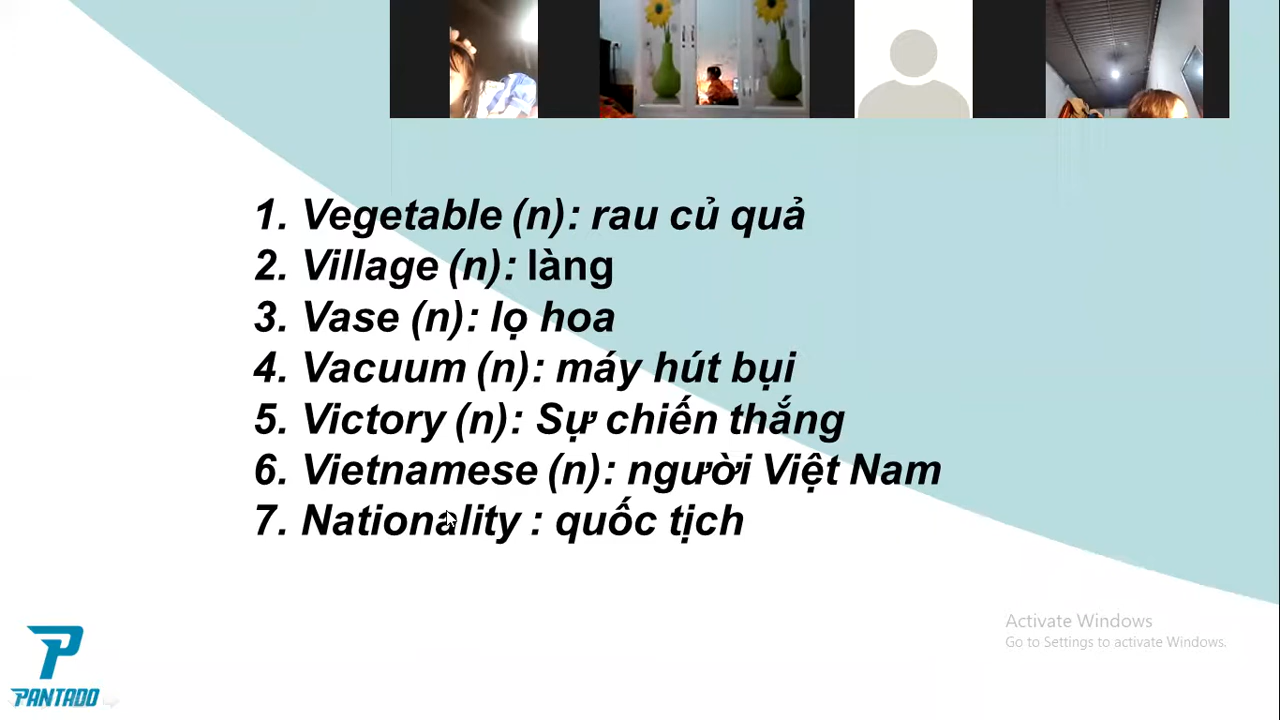 1. Vegetable (n): rau củ quả
2. Village (n): làng
3. Vase (n): lọ hoa
4. Vacuum (n): máy hút bụi
5. Victory (n): Sự chiến thắng
6. Vietnamese (n): người Việt Nam
7. Nationality : quốc tịch
Activate Windows
Go to Settings to activate Windows.
PANTADO